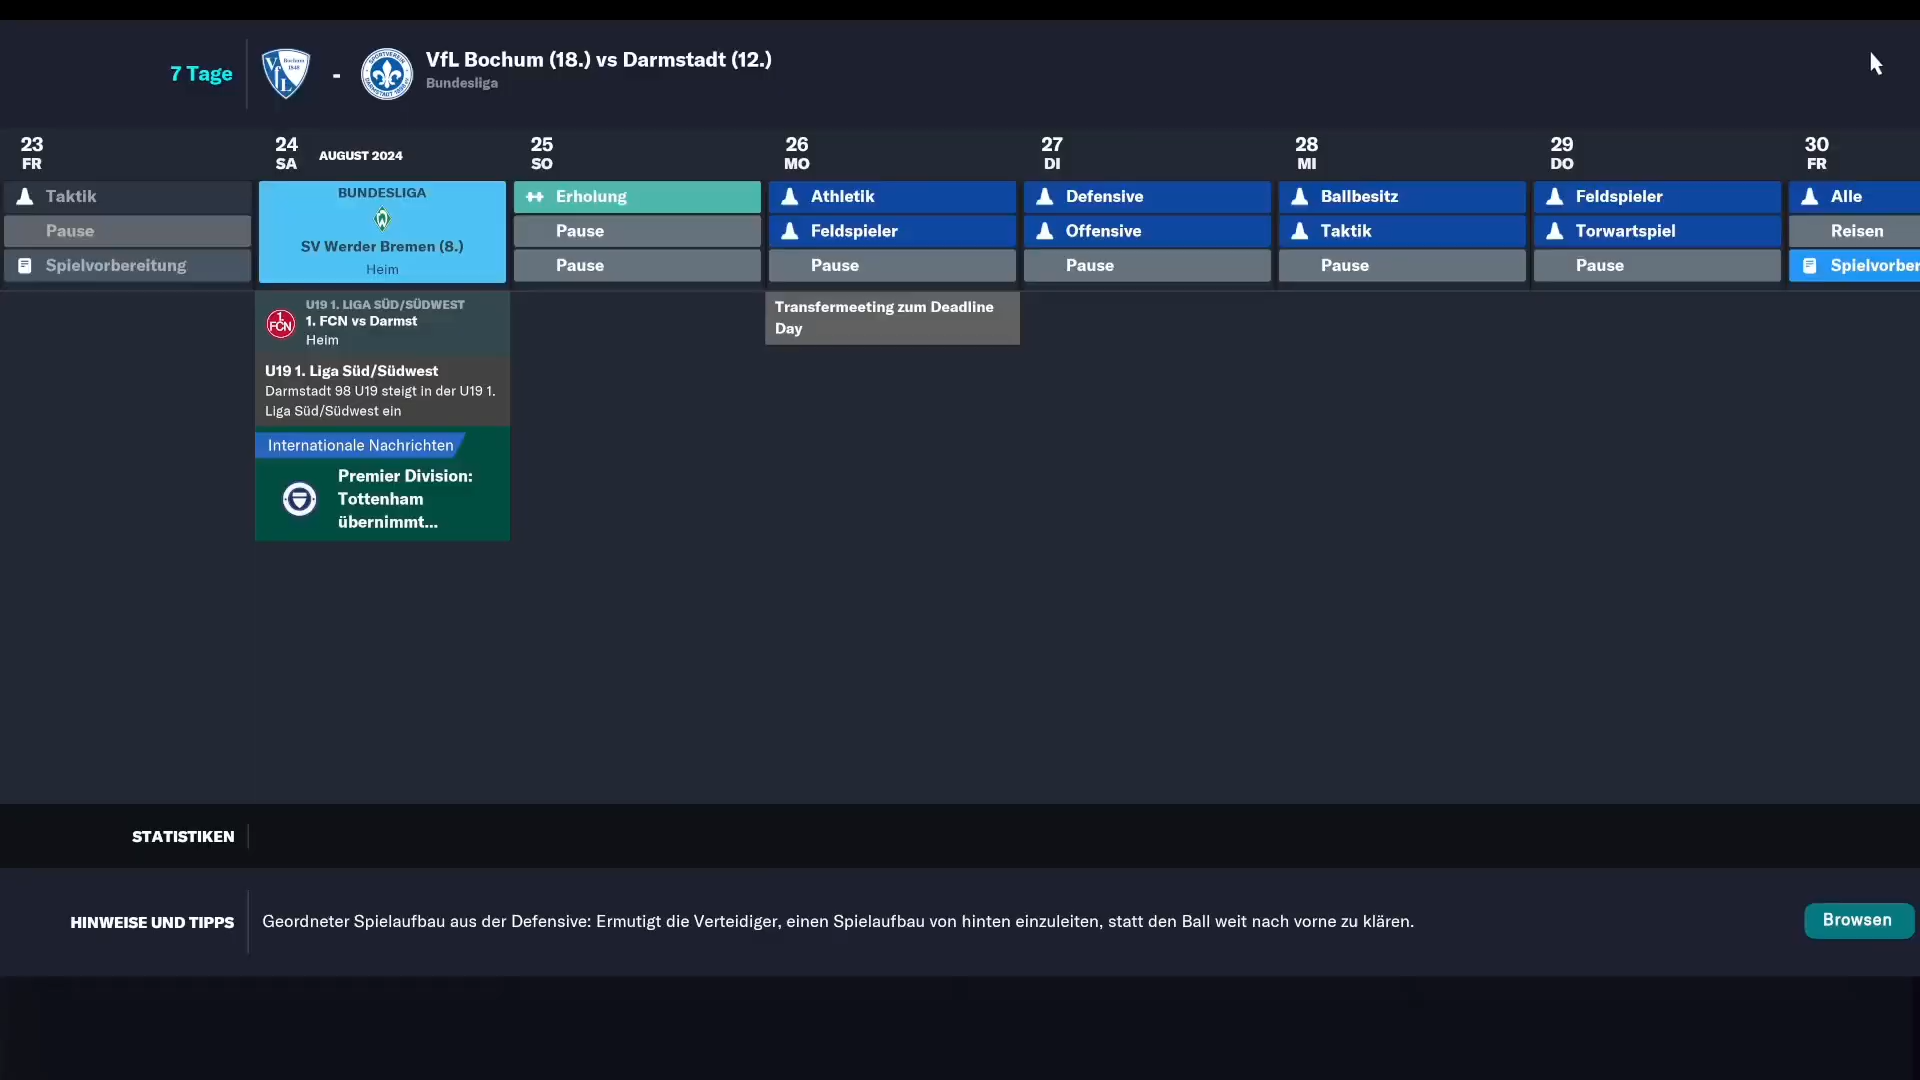 7 Tage
VfL Bochum (18.) vs Darmstadt (12.)
Bundesliga
23
FR
24
SA
AUGUST 2024
25
SO
26
MO
27
DI
28
MI
29
DO
30
FR
Taktik
Pause
Spielvorbereitung
BUNDESLIGA
SV Werder Bremen (8.)
Heim
Erholung
Pause
Pause
Athletik
Feldspieler
Pause
Defensive
Offensive
Pause
Ballbesitz
Taktik
Pause
Feldspieler
Torwartspiel
Pause
Alle
Reisen
Spielvorber
U19 1. LIGA SÜD/SÜDWEST
1. FCN vs Darmst
Heim
U19 1. Liga Süd/Südwest
Darmstadt 98 U19 steigt in der U19 1.
Liga Süd/Südwest ein
Internationale Nachrichten
Premier Division:
Tottenham
übernimmt...
Transfermeeting zum Deadline
Day
STATISTIKEN
HINWEISE UND TIPPS
Geordneter Spielaufbau aus der Defensive: Ermutigt die Verteidiger, einen Spielaufbau von hinten einzuleiten, statt den Ball weit nach vorne zu klären.
Browsen